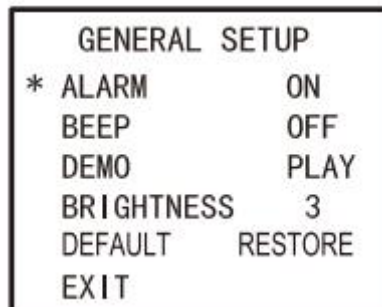 GENERAL SETUP
* ALARM ON
BEEP OFF
DEMO PLAY
BRIGHTNESS 3
DEFAULT RESTORE
EXIT